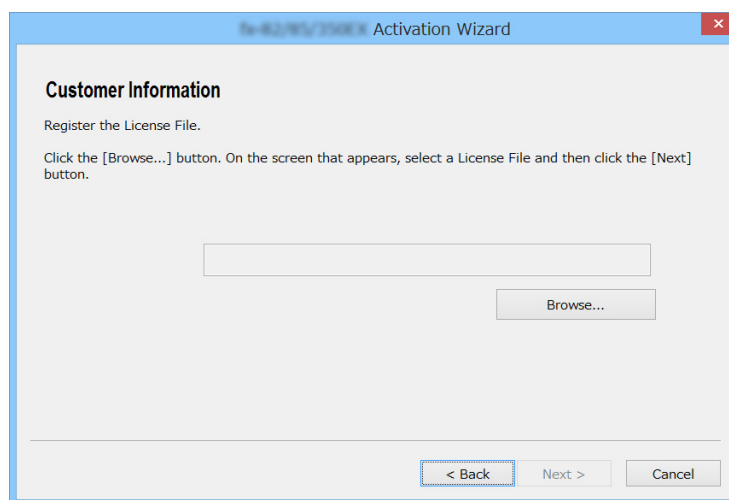 Activation Wizard
Customer Information
Register the License File.
Click the [Browse...] button. On the screen that appears, select a License File and then click the [Next]
button.
Browse...
< Back
Next >
Cancel